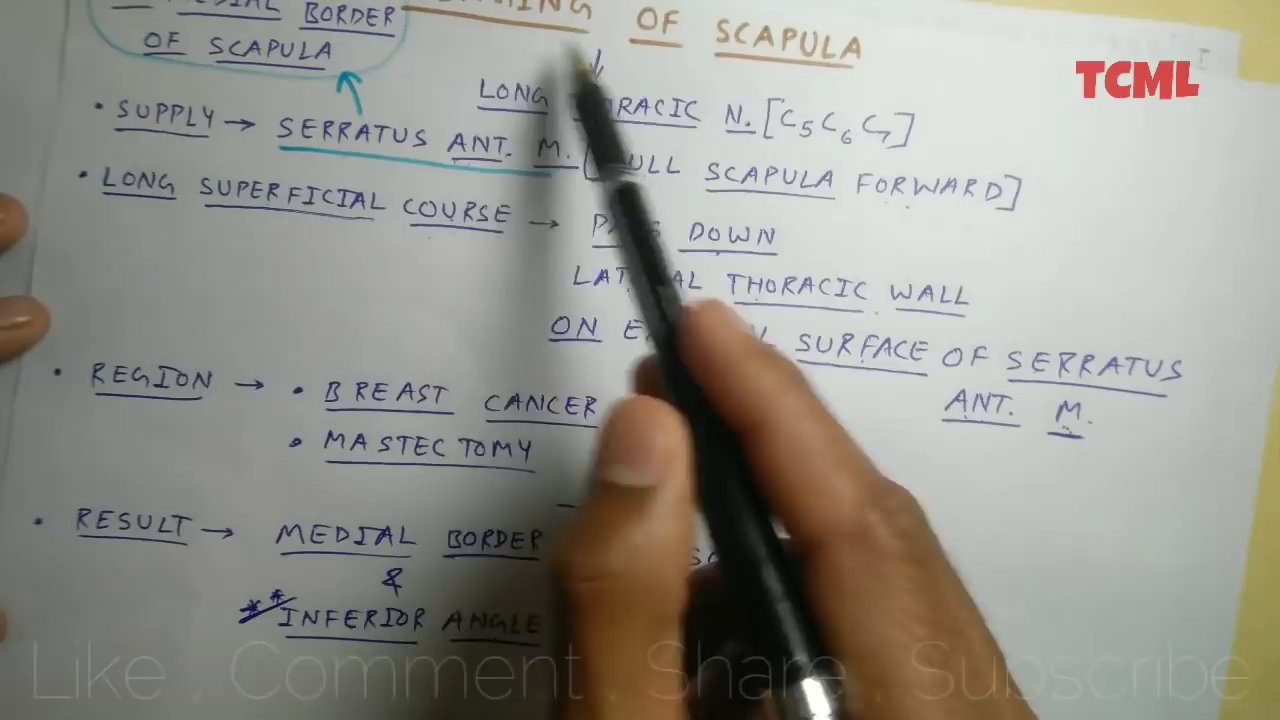 BORDER
OF SCAPULA
OF SCAPULA
TCML
LONG N. [C5 C6 C7]
• SUPPLY → SERRATUS ANT. M. SCAPULA FORWARD]
• LONG SUPERFICIAL COURSE → DOWN
THORACIC WALL
ON SURFACE OF SERRATUS
ANT. M.
• REGION → • BREAST CANCER
• MASTECTOMY
• RESULT → MEDIAL BORDER
&
** INFERIOR ANGLE
Like . Comment . Share . Subscribe